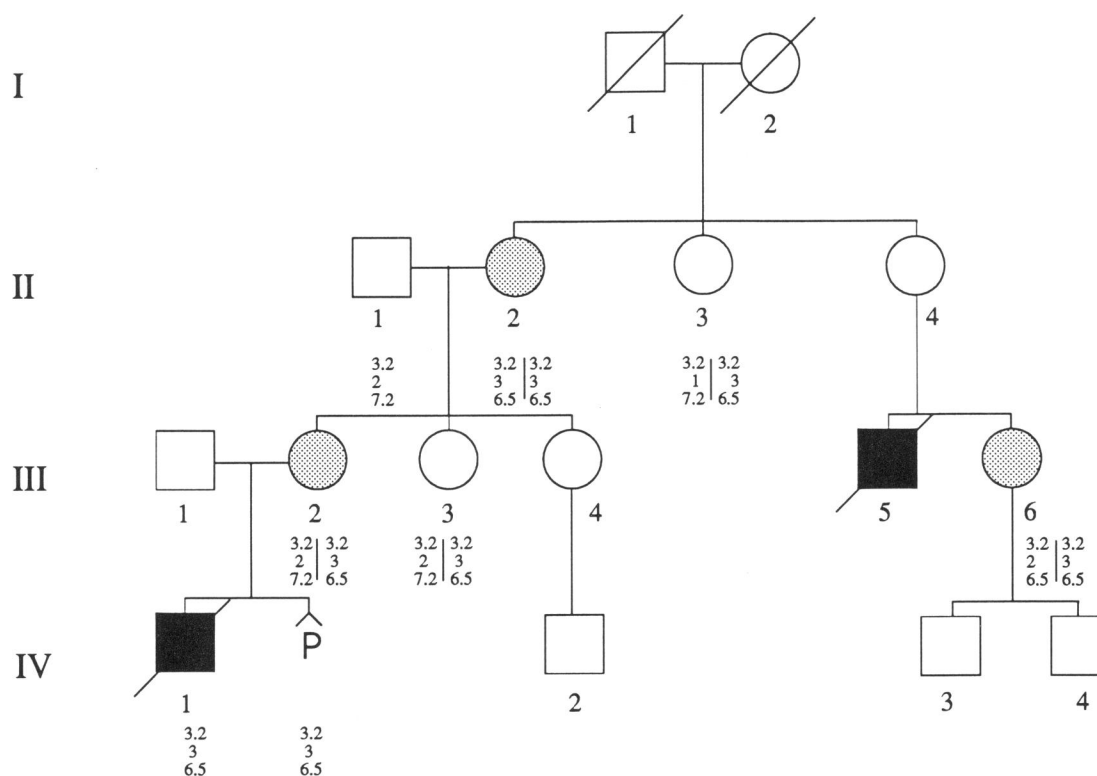 I
1 2
II
1 2 3 4
3.2 3.2 | 3.2 3.2 | 3.2
2 3 | 3 1 | 3
7.2 6.5 | 6.5 7.2 | 6.5
III
1 2 3 4 5 6
3.2 | 3.2 3.2 | 3.2 3.2 | 3.2
2 | 3 2 | 3 2 | 3
7.2 | 6.5 7.2 | 6.5 6.5 | 6.5
P
IV
1 2 3 4
3.2 3.2
3 3
6.5 6.5